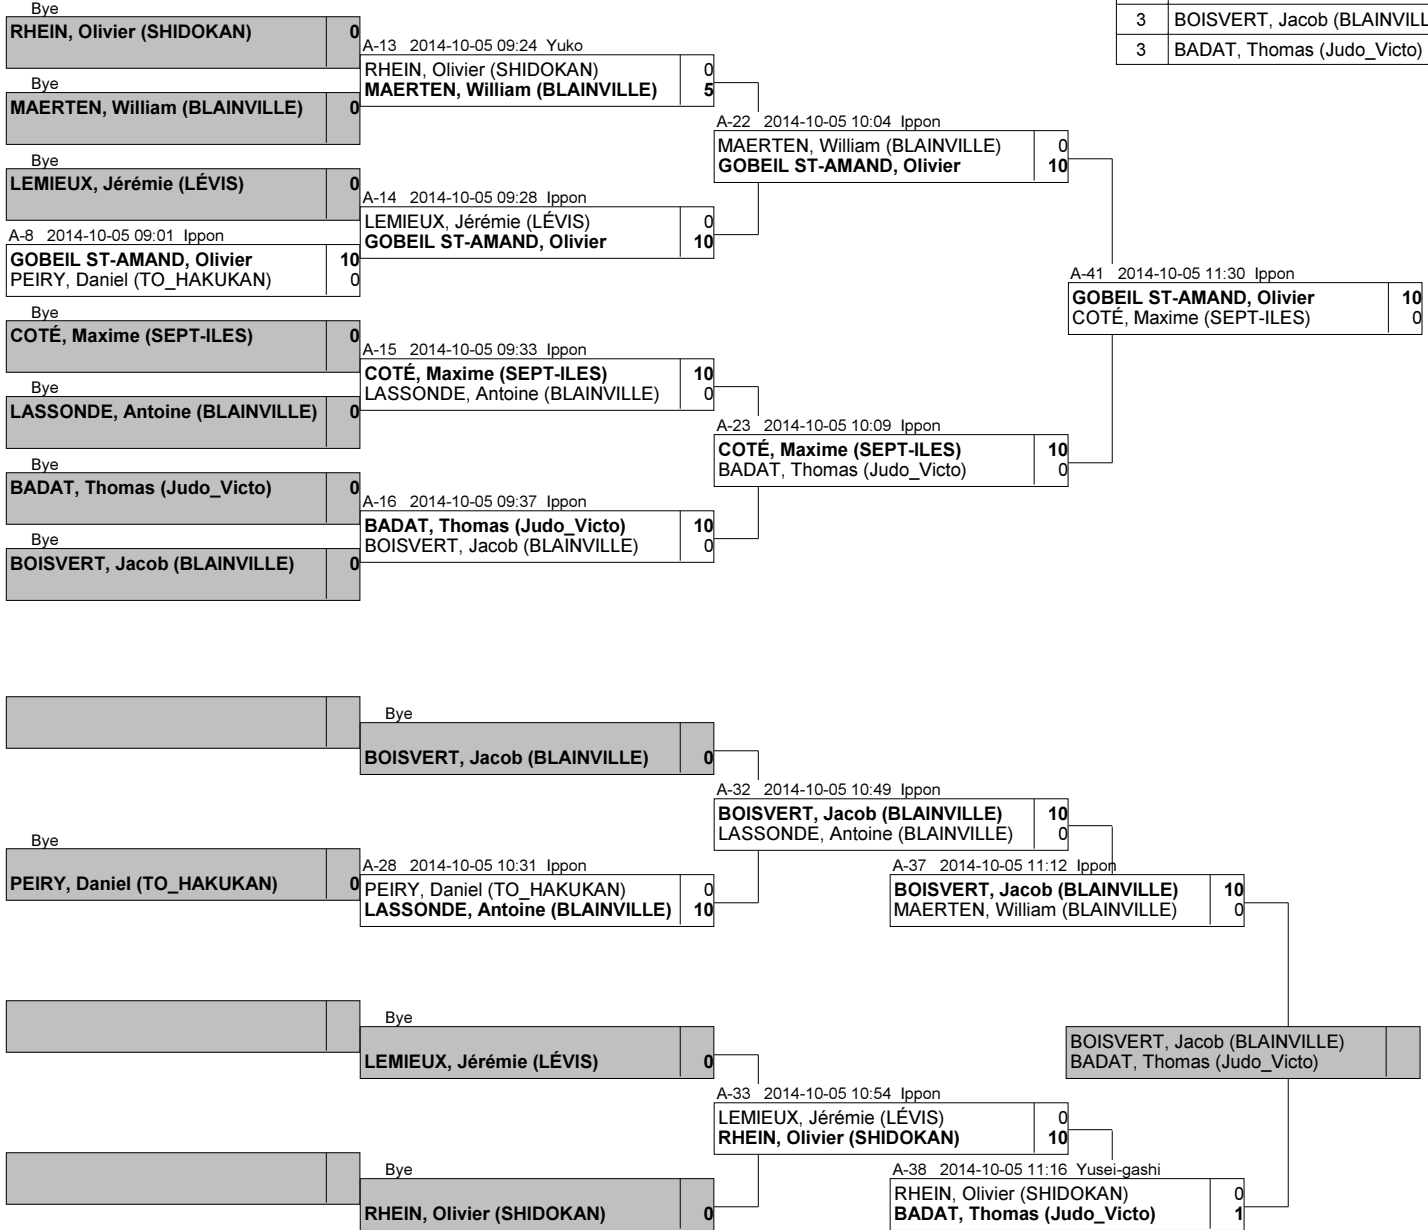 Bye
RHEIN, Olivier (SHIDOKAN) 0
Bye
MAERTEN, William (BLAINVILLE) 0
Bye
LEMIEUX, Jérémie (LÉVIS) 0
A-8 2014-10-05 09:01 Ippon
GOBEIL ST-AMAND, Olivier 10
PEIRY, Daniel (TO_HAKUKAN) 0
Bye
COTÉ, Maxime (SEPT-ILES) 0
Bye
LASSONDE, Antoine (BLAINVILLE) 0
Bye
BADAT, Thomas (Judo_Victo) 0
Bye
BOISVERT, Jacob (BLAINVILLE) 0
A-13 2014-10-05 09:24 Yuko
RHEIN, Olivier (SHIDOKAN) 0
MAERTEN, William (BLAINVILLE) 5
A-14 2014-10-05 09:28 Ippon
LEMIEUX, Jérémie (LÉVIS) 0
GOBEIL ST-AMAND, Olivier 10
A-15 2014-10-05 09:33 Ippon
COTÉ, Maxime (SEPT-ILES) 10
LASSONDE, Antoine (BLAINVILLE) 0
A-16 2014-10-05 09:37 Ippon
BADAT, Thomas (Judo_Victo) 10
BOISVERT, Jacob (BLAINVILLE) 0
A-22 2014-10-05 10:04 Ippon
MAERTEN, William (BLAINVILLE) 0
GOBEIL ST-AMAND, Olivier 10
A-23 2014-10-05 10:09 Ippon
COTÉ, Maxime (SEPT-ILES) 10
BADAT, Thomas (Judo_Victo) 0
3 BOISVERT, Jacob (BLAINVILL
3 BADAT, Thomas (Judo_Victo)
A-41 2014-10-05 11:30 Ippon
GOBEIL ST-AMAND, Olivier 10
COTÉ, Maxime (SEPT-ILES) 0
Bye
PEIRY, Daniel (TO_HAKUKAN) 0
Bye
BOISVERT, Jacob (BLAINVILLE) 0
A-28 2014-10-05 10:31 Ippon
PEIRY, Daniel (TO_HAKUKAN) 0
LASSONDE, Antoine (BLAINVILLE) 10
Bye
LEMIEUX, Jérémie (LÉVIS) 0
Bye
RHEIN, Olivier (SHIDOKAN) 0
A-32 2014-10-05 10:49 Ippon
BOISVERT, Jacob (BLAINVILLE) 10
LASSONDE, Antoine (BLAINVILLE) 0
A-37 2014-10-05 11:12 Ippon
BOISVERT, Jacob (BLAINVILLE) 10
MAERTEN, William (BLAINVILLE) 0
A-33 2014-10-05 10:54 Ippon
LEMIEUX, Jérémie (LÉVIS) 0
RHEIN, Olivier (SHIDOKAN) 10
A-38 2014-10-05 11:16 Yusei-gashi
RHEIN, Olivier (SHIDOKAN) 0
BADAT, Thomas (Judo_Victo) 1
BOISVERT, Jacob (BLAINVILLE)
BADAT, Thomas (Judo_Victo)